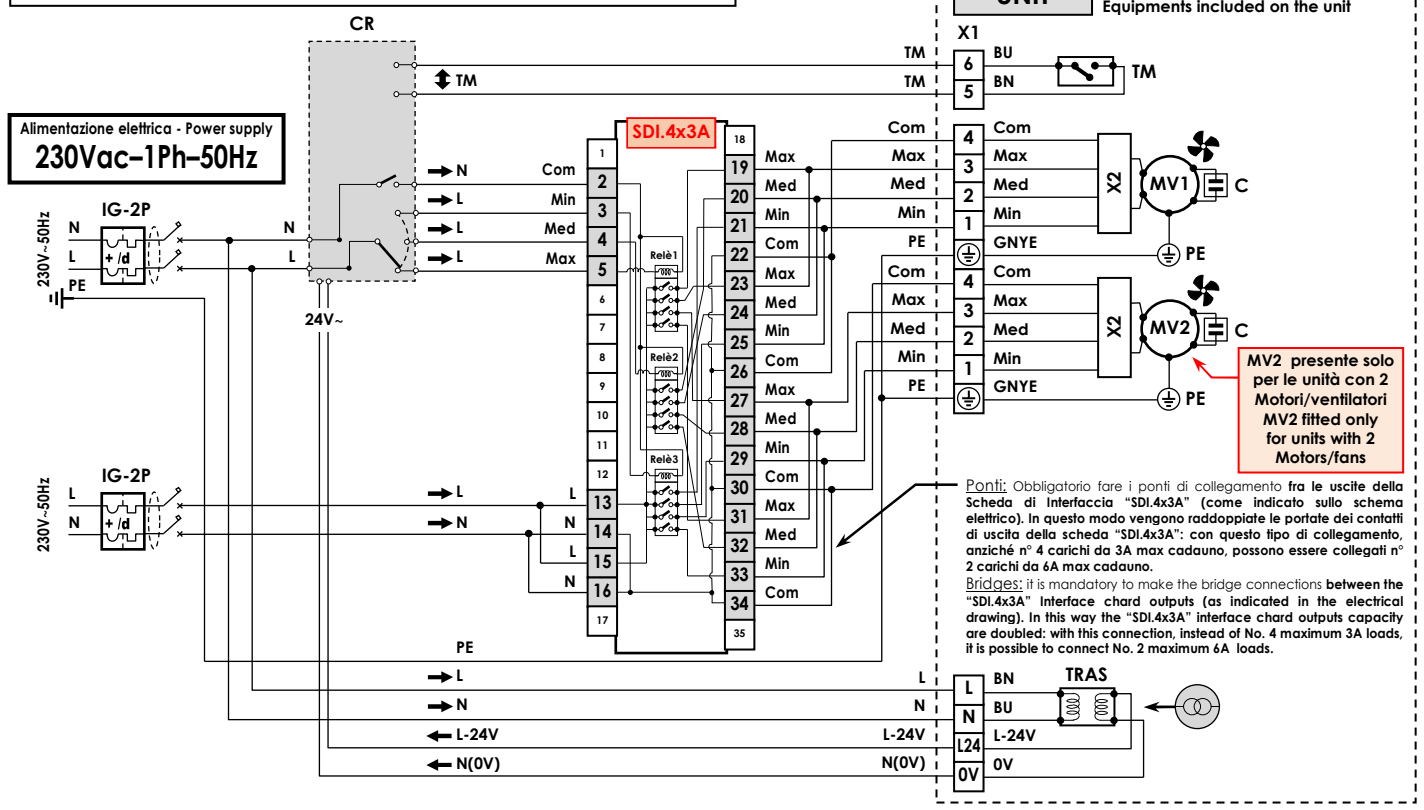 UNIT
Equipments included on the unit
CR
X1
TM
6
BU
TM
TM
TM
5
BN
Alimentazione elettrica - Power supply
230Vac–1Ph–50Hz
SDI.4x3A
1
2
3
4
5
6
7
8
9
10
11
12
13
14
15
16
17
18
19
20
21
22
23
24
25
26
27
28
29
30
31
32
33
34
35
Relè1
Relè2
Relè3
N
Com
L
Min
L
Med
L
Max
Max
Med
Min
Com
Max
Med
Min
Com
Max
Med
Min
Com
Max
Med
Min
Com
Com
4
Com
Max
3
Max
Med
2
Med
Min
1
Min
PE
GNYE
X2
MV1
C
PE
Com
4
Com
Max
3
Max
Med
2
Med
Min
1
Min
PE
GNYE
X2
MV2
C
PE
MV2 presente solo
per le unità con 2
Motori/ventilatori
MV2 fitted only
for units with 2
Motors/fans
IG-2P
230V~50Hz
N
L
PE
+ /d
N
L
24V~
IG-2P
230V~50Hz
L
N
+ /d
L
L
N
N
L
N
Ponti: Obbligatorio fare i ponti di collegamento fra le uscite della
Scheda di Interfaccia “SDI.4x3A” (come indicato sullo schema
elettrico). In questo modo vengono raddoppiate le portate dei contatti
di uscita della scheda “SDI.4x3A”: con questo tipo di collegamento,
anziché n° 4 carichi da 3A max cadauno, possono essere collegati n°
2 carichi da 6A max cadauno.
Bridges: it is mandatory to make the bridge connections between the
“SDI.4x3A” Interface chard outputs (as indicated in the electrical
drawing). In this way the “SDI.4x3A” interface chard outputs capacity
are doubled: with this connection, instead of No. 4 maximum 3A loads,
it is possible to connect No. 2 maximum 6A loads.
PE
L
L
L
BN
TRAS
N
N
N
BU
L-24V
L-24V
L24
L-24V
N(0V)
N(0V)
0V
0V